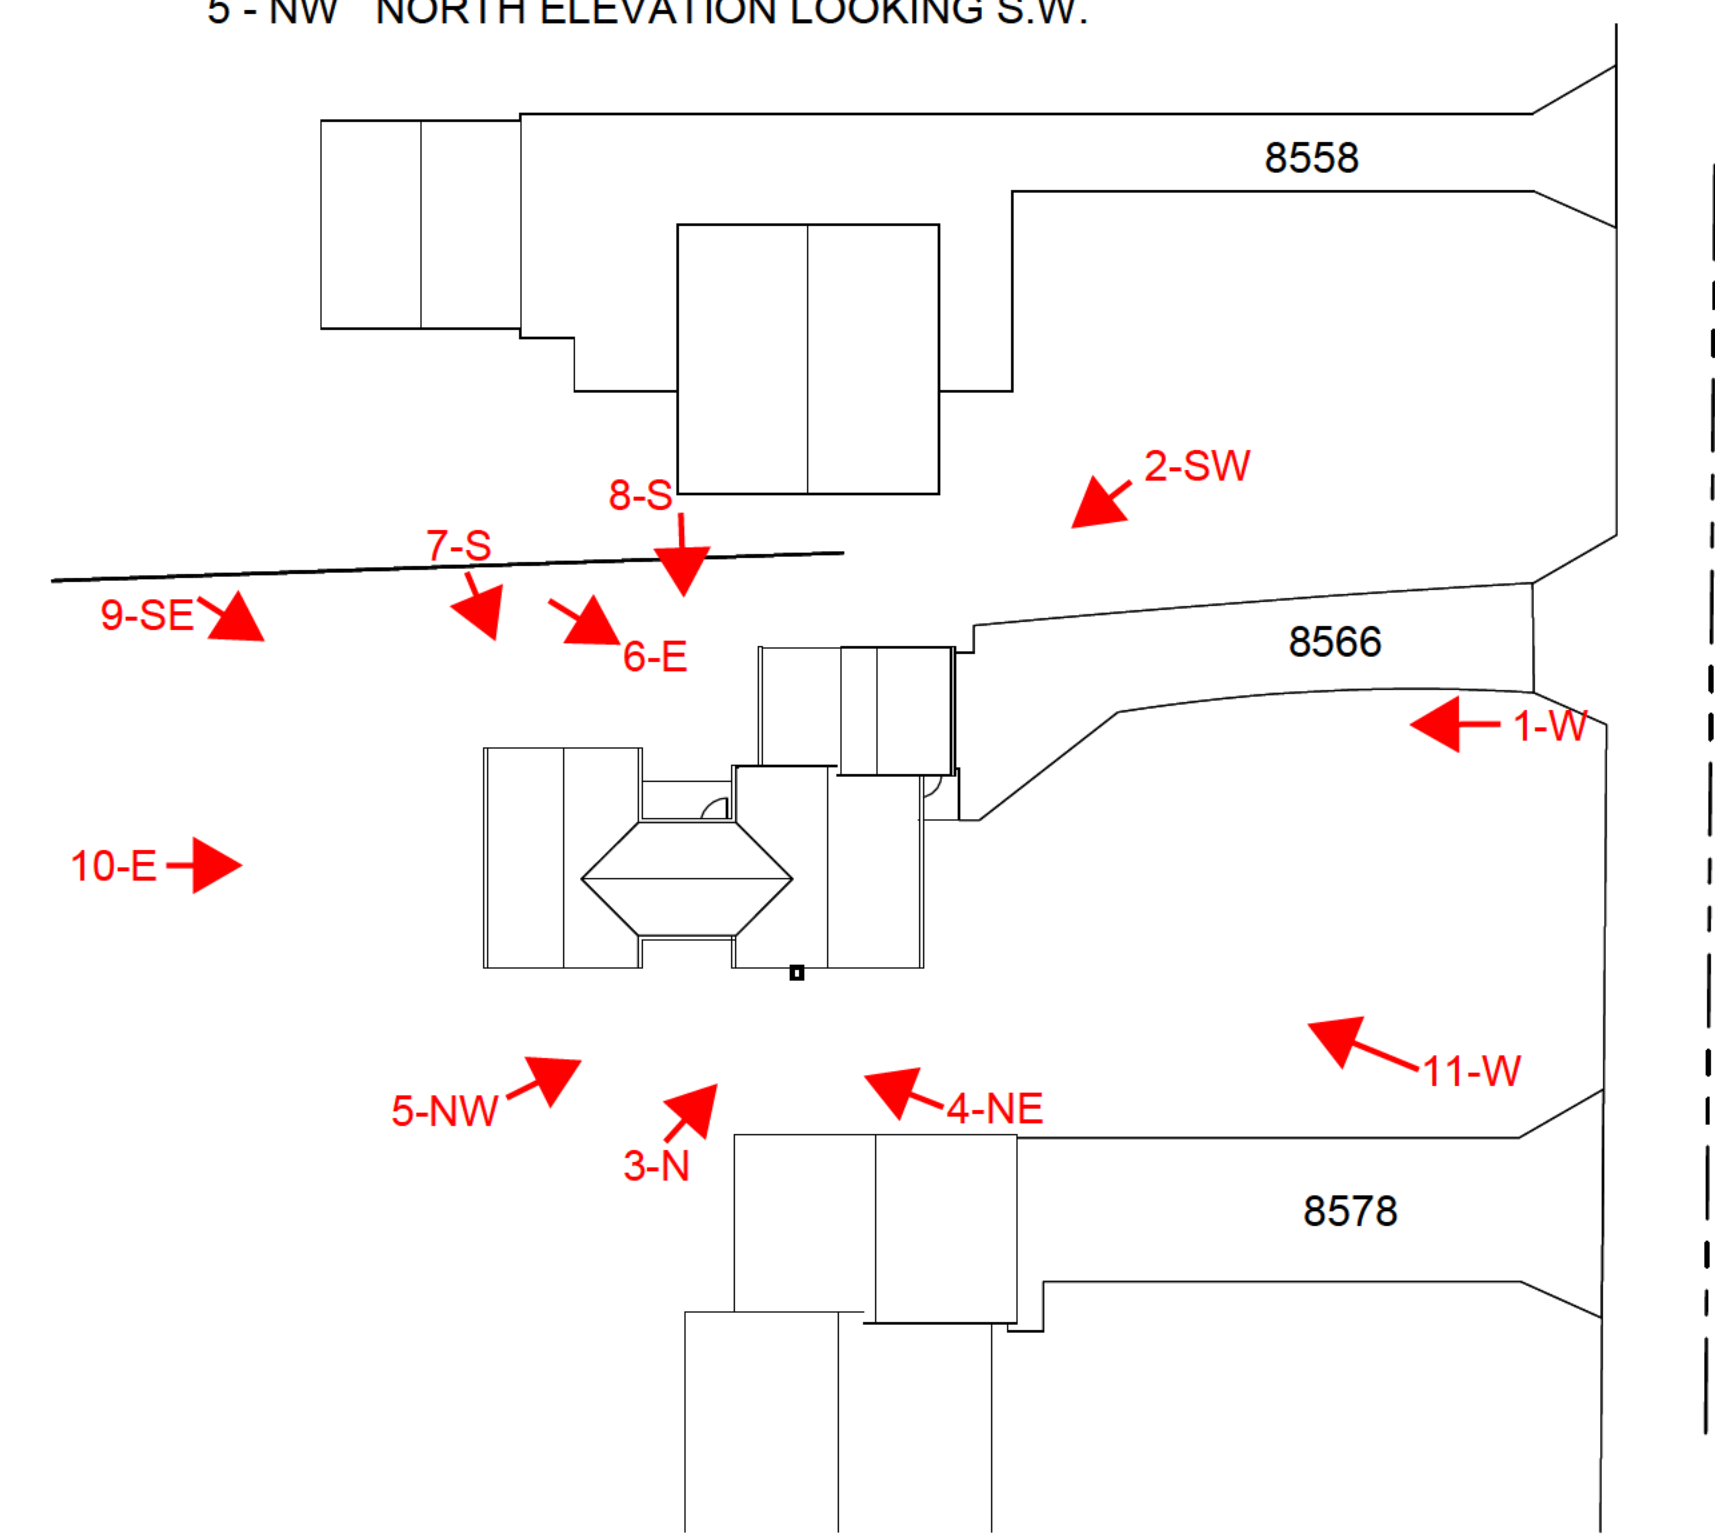 5 - NW NORTH ELEVATION LOOKING S.W.
8558
2-SW
8-S
7-S
9-SE
6-E
8566
1-W
10-E
11-W
5-NW
4-NE
3-N
8578